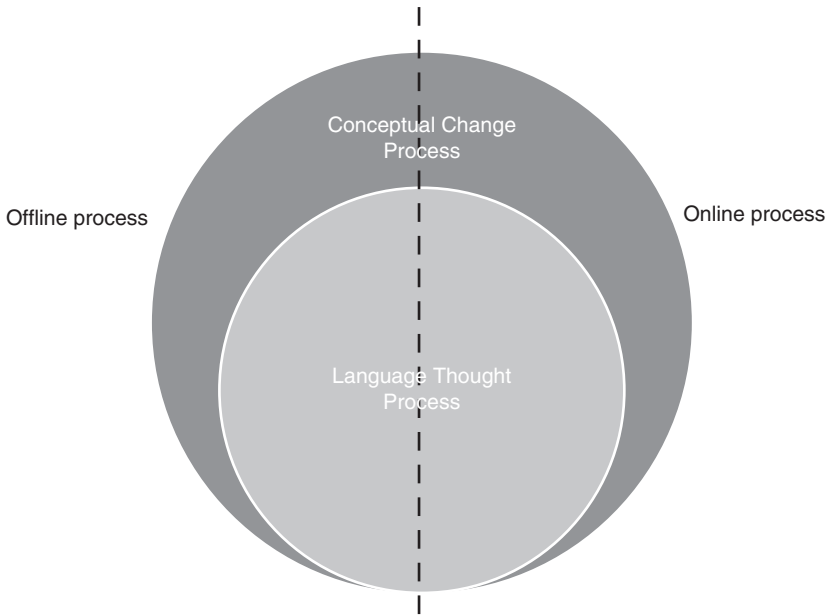 Conceptual Change
Process
Offline process
Online process
Language Thought
Process